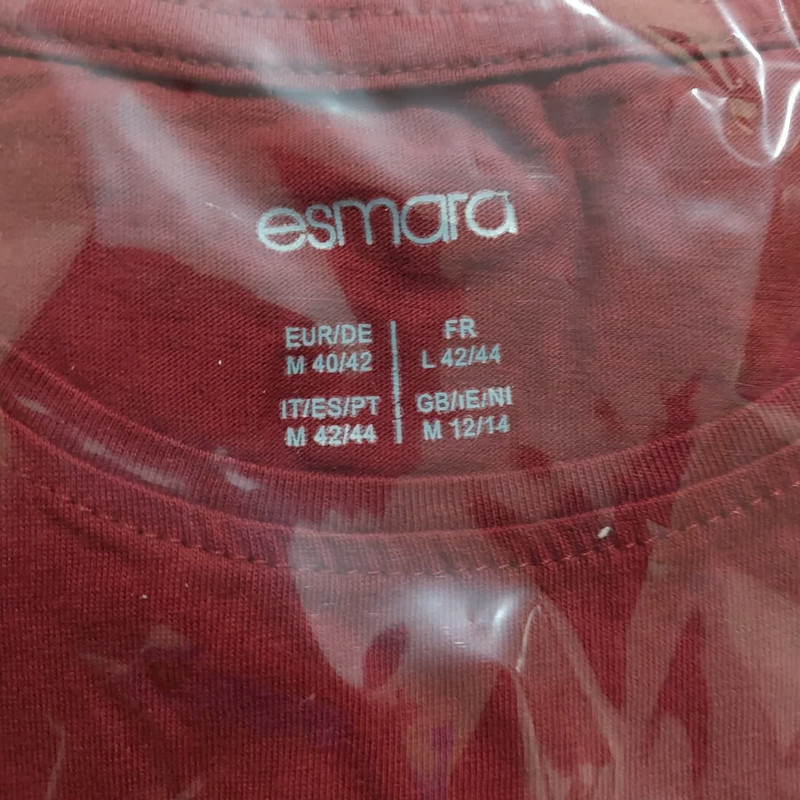 esmara
EUR/DE
M 40/42
FR
L 42/44
IT/ES/PT
M 42/44
GB/IE/NI
M 12/14